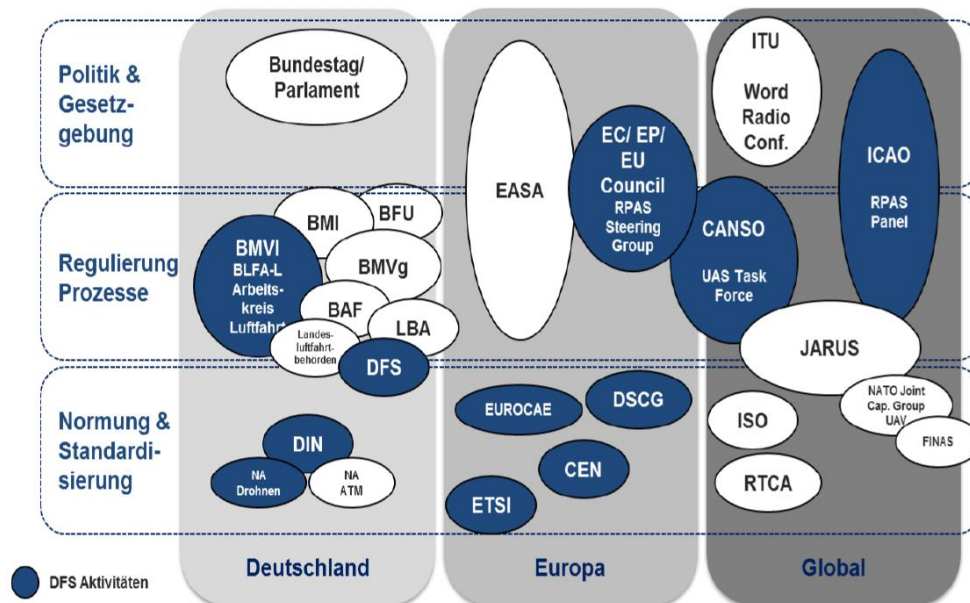 Politik &
Gesetz-
gebung
Bundestag/
Parlament
EASA
EC/ EP/
EU
Council
RPAS
Steering
Group
ITU
Word
Radio
Conf.
ICAO
RPAS
Panel
Regulierung
Prozesse
BMI
BFU
BMVI
BLFA-L
Arbeits-
kreis
Luftfahrt
BMVg
BAF
LBA
Landes-
luftfahrt-
behorden
DFS
CANSO
UAS Task
Force
JARUS
Normung &
Standardi-
sierung
DIN
NA
Drohnen
NA
ATM
EUROCAE
DSCG
CEN
ETSI
ISO
RTCA
NATO Joint
Cap. Group
UAV
FINAS
Deutschland
Europa
Global
DFS Aktivitäten